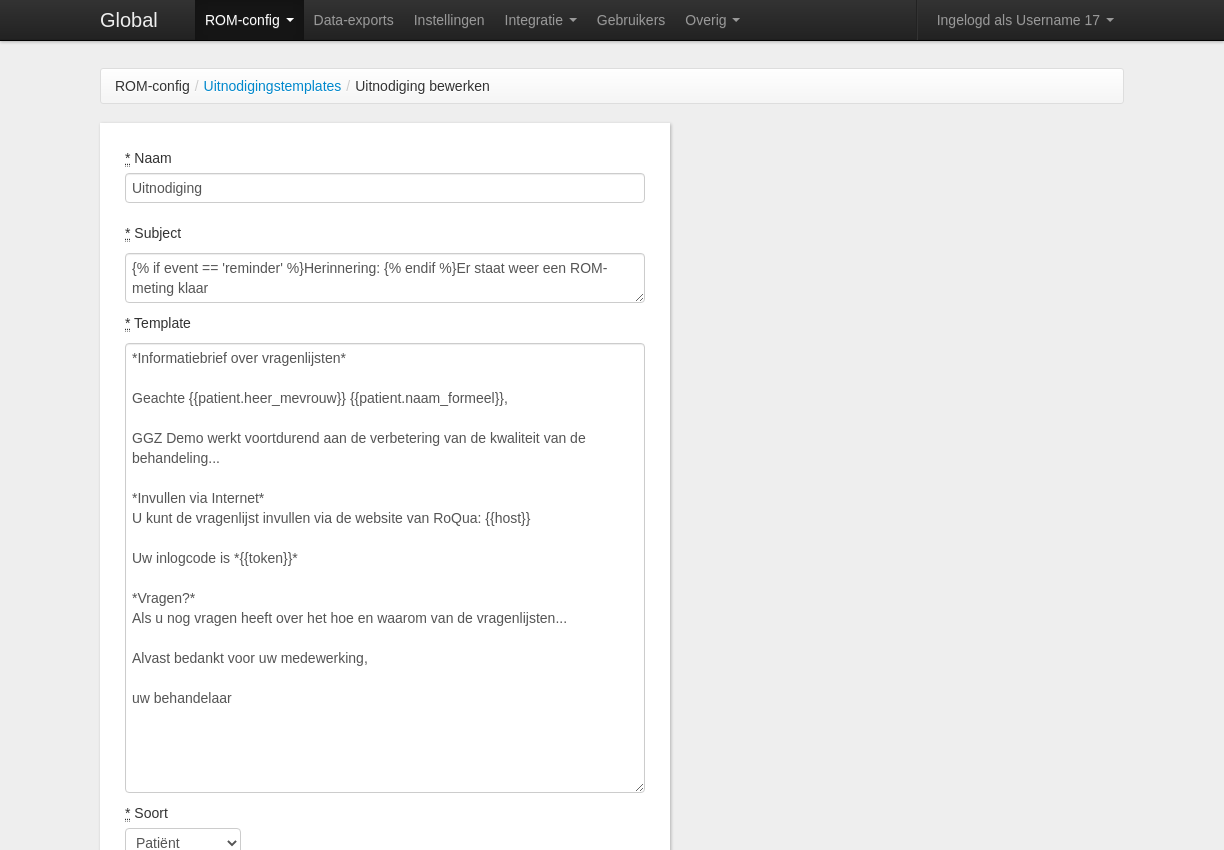 Global ROM-config Data-exports Instellingen Integratie Gebruikers Overig Ingelogd als Username 17
ROM-config / Uitnodigingstemplates / Uitnodiging bewerken
* Naam
Uitnodiging
* Subject
{% if event == 'reminder' %}Herinnering: {% endif %}Er staat weer een ROM-
meting klaar
* Template
*Informatiebrief over vragenlijsten*
Geachte {{patient.heer_mevrouw}} {{patient.naam_formeel}},
GGZ Demo werkt voortdurend aan de verbetering van de kwaliteit van de
behandeling...
*Invullen via Internet*
U kunt de vragenlijst invullen via de website van RoQua: {{host}}
Uw inlogcode is *{{token}}*
*Vragen?*
Als u nog vragen heeft over het hoe en waarom van de vragenlijsten...
Alvast bedankt voor uw medewerking,
uw behandelaar
* Soort
Patiënt